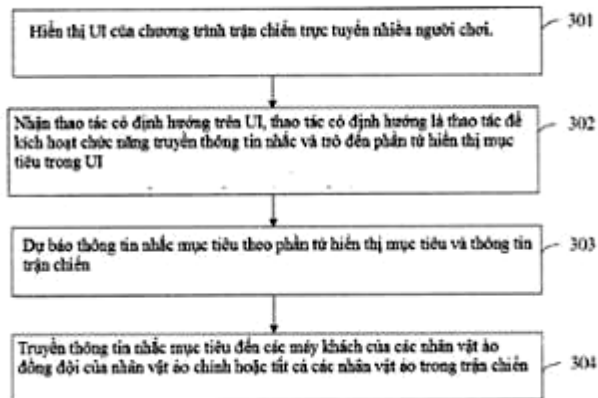 Hiển thị UI của chương trình trận chiến trực tuyến nhiều người chơi.
301
Nhận thao tác có định hướng trên UI, thao tác có định hướng là thao tác để
kích hoạt chức năng truyền thông tin nhắc và trỏ đến phần tử hiển thị mục
tiêu trong UI
302
Dự báo thông tin nhắc mục tiêu theo phần tử hiển thị mục tiêu và thông tin
trận chiến
303
Truyền thông tin nhắc mục tiêu đến các máy khách của các nhân vật ảo
đồng đội của nhân vật ảo chính hoặc tất cả các nhân vật ảo trong trận chiến
304